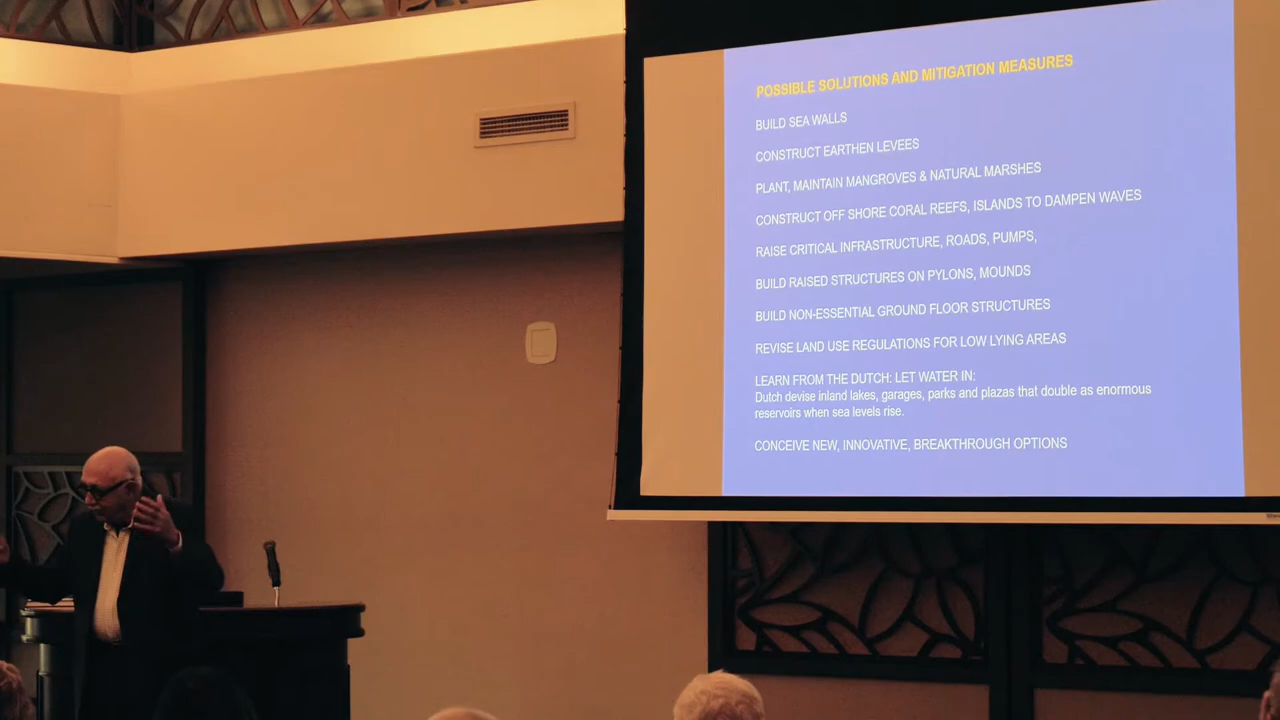 POSSIBLE SOLUTIONS AND MITIGATION MEASURES
BUILD SEA WALLS
CONSTRUCT EARTHEN LEVEES
PLANT, MAINTAIN MANGROVES & NATURAL MARSHES
CONSTRUCT OFF SHORE CORAL REEFS, ISLANDS TO DAMPEN WAVES
RAISE CRITICAL INFRASTRUCTURE, ROADS, PUMPS,
BUILD RAISED STRUCTURES ON PYLONS, MOUNDS
BUILD NON-ESSENTIAL GROUND FLOOR STRUCTURES
REVISE LAND USE REGULATIONS FOR LOW LYING AREAS
LEARN FROM THE DUTCH: LET WATER IN:
Dutch devise inland lakes, garages, parks and plazas that double as enormous
reservoirs when sea levels rise.
CONCEIVE NEW, INNOVATIVE, BREAKTHROUGH OPTIONS